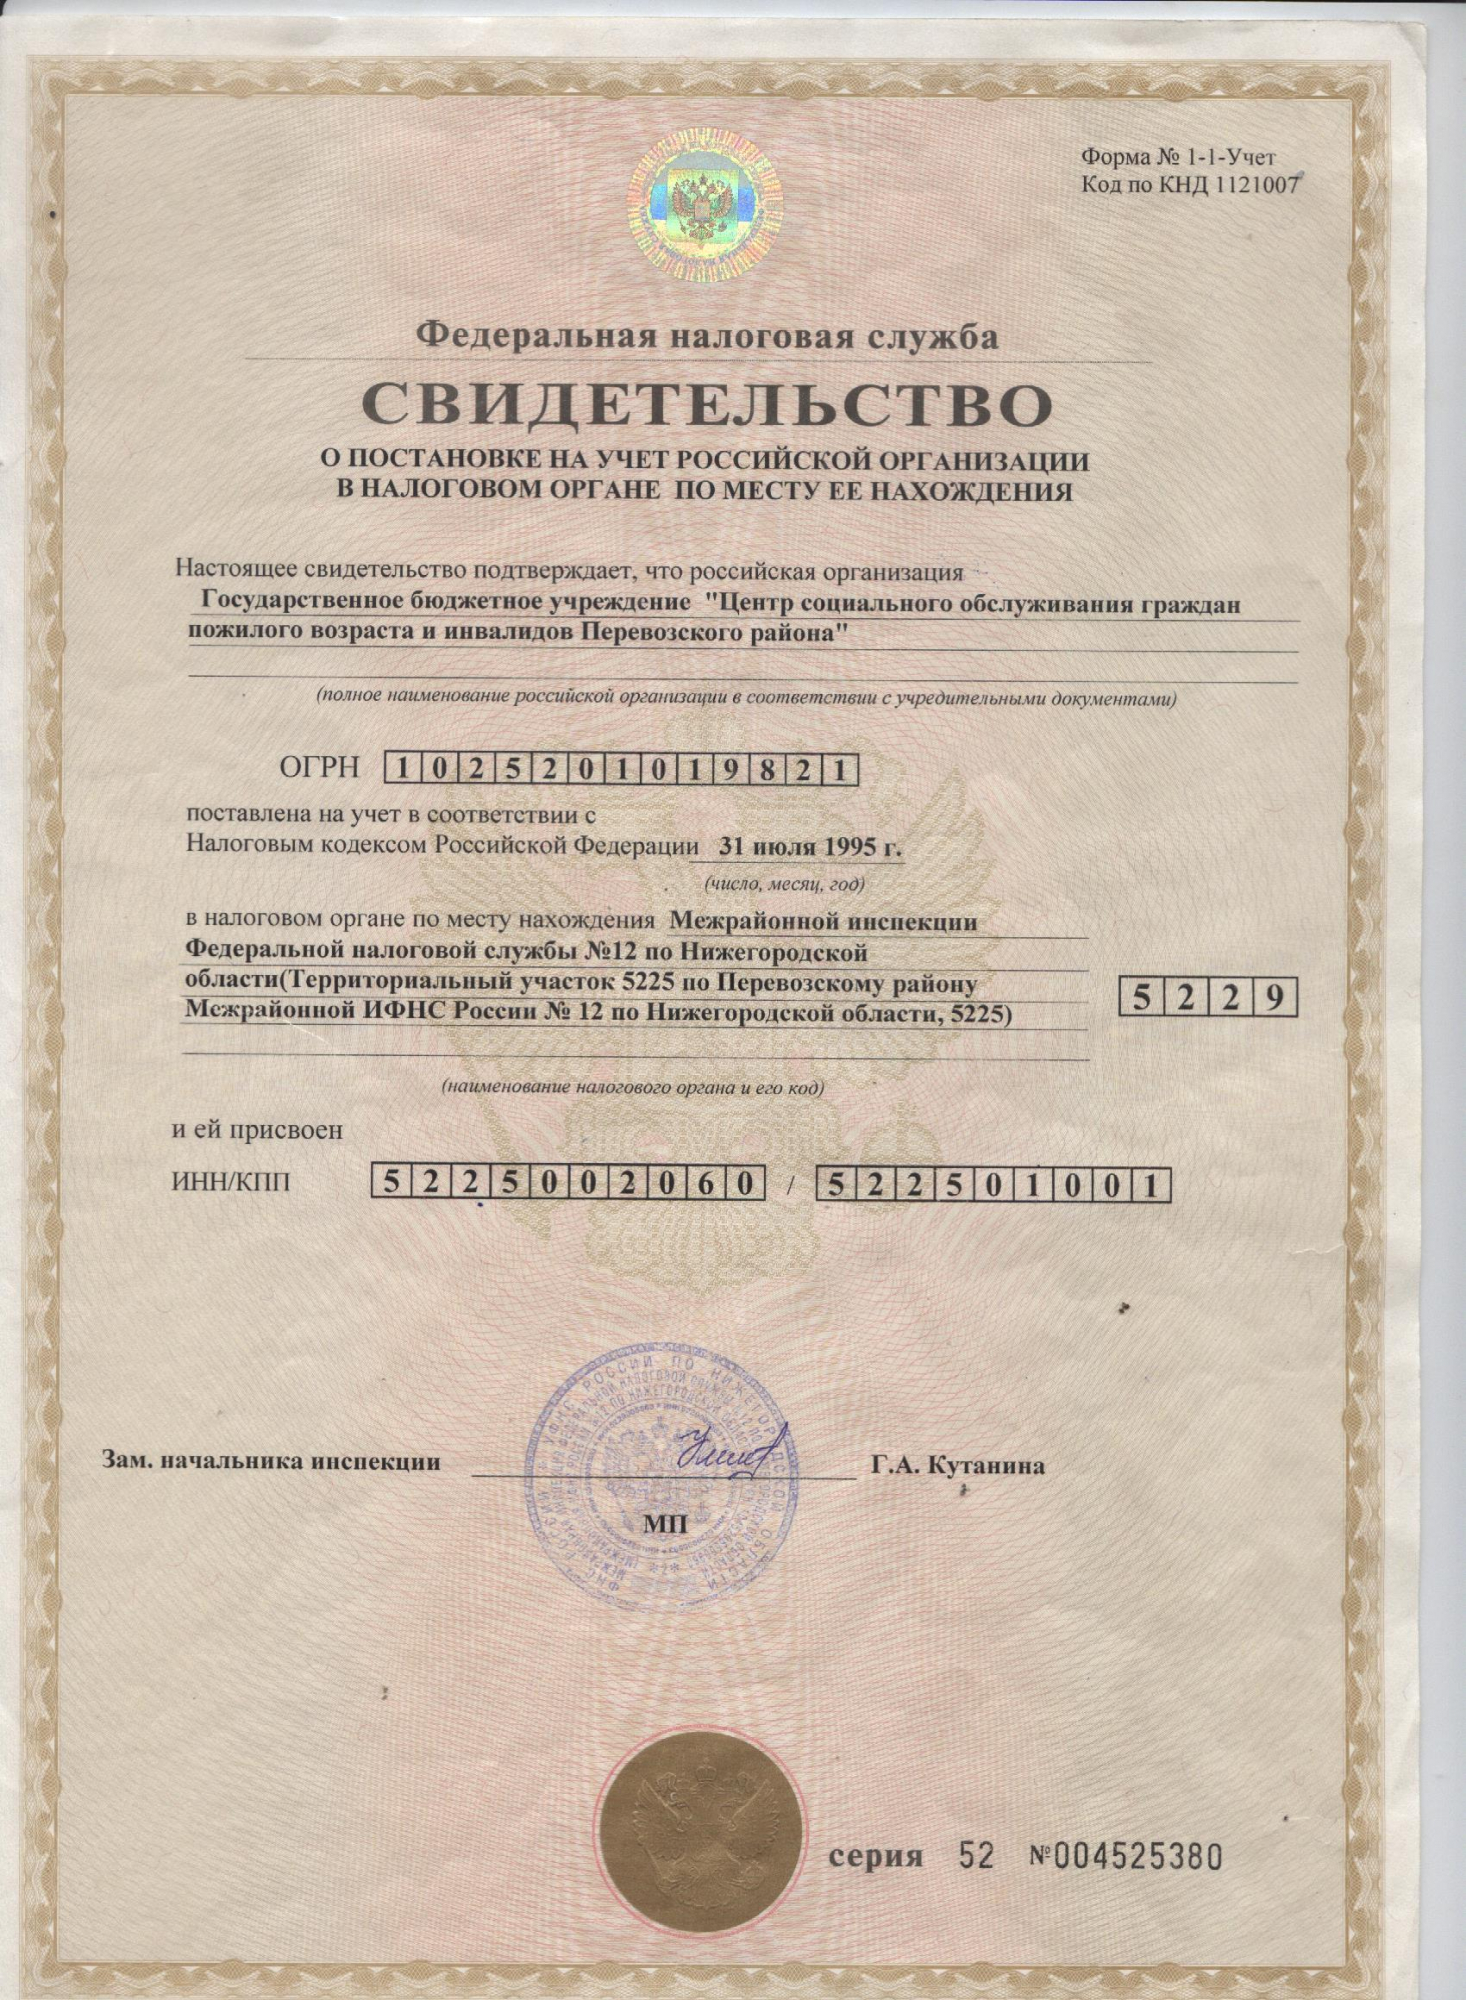 Форма № 1-1-Учет
Код по КНД 1121007
Федеральная налоговая служба
СВИДЕТЕЛЬСТВО
О ПОСТАНОВКЕ НА УЧЕТ РОССИЙСКОЙ ОРГАНИЗАЦИИ
В НАЛОГОВОМ ОРГАНЕ ПО МЕСТУ ЕЕ НАХОЖДЕНИЯ
Настоящее свидетельство подтверждает, что российская организация
Государственное бюджетное учреждение "Центр социального обслуживания граждан
пожилого возраста и инвалидов Перевозского района"
(полное наименование российской организации в соответствии с учредительными документами)
ОГРН 1025201019821
поставлена на учет в соответствии с
Налоговым кодексом Российской Федерации 31 июля 1995 г.
(число, месяц, год)
в налоговом органе по месту нахождения Межрайонной инспекции
Федеральной налоговой службы №12 по Нижегородской
области(Территориальный участок 5225 по Перевозскому району
Межрайонной ИФНС России № 12 по Нижегородской области, 5225)
5229
(наименование налогового органа и его код)
и ей присвоен
ИНН/КПП 5225002060 / 522501001
Зам. начальника инспекции Г.А. Кутанина
МП
серия 52 №004525380